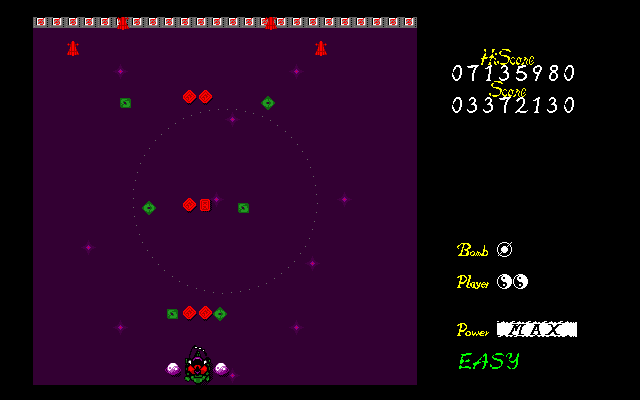 HiScore
07135980
Score
03372130
Bomb
Player
Power MAX
EASY